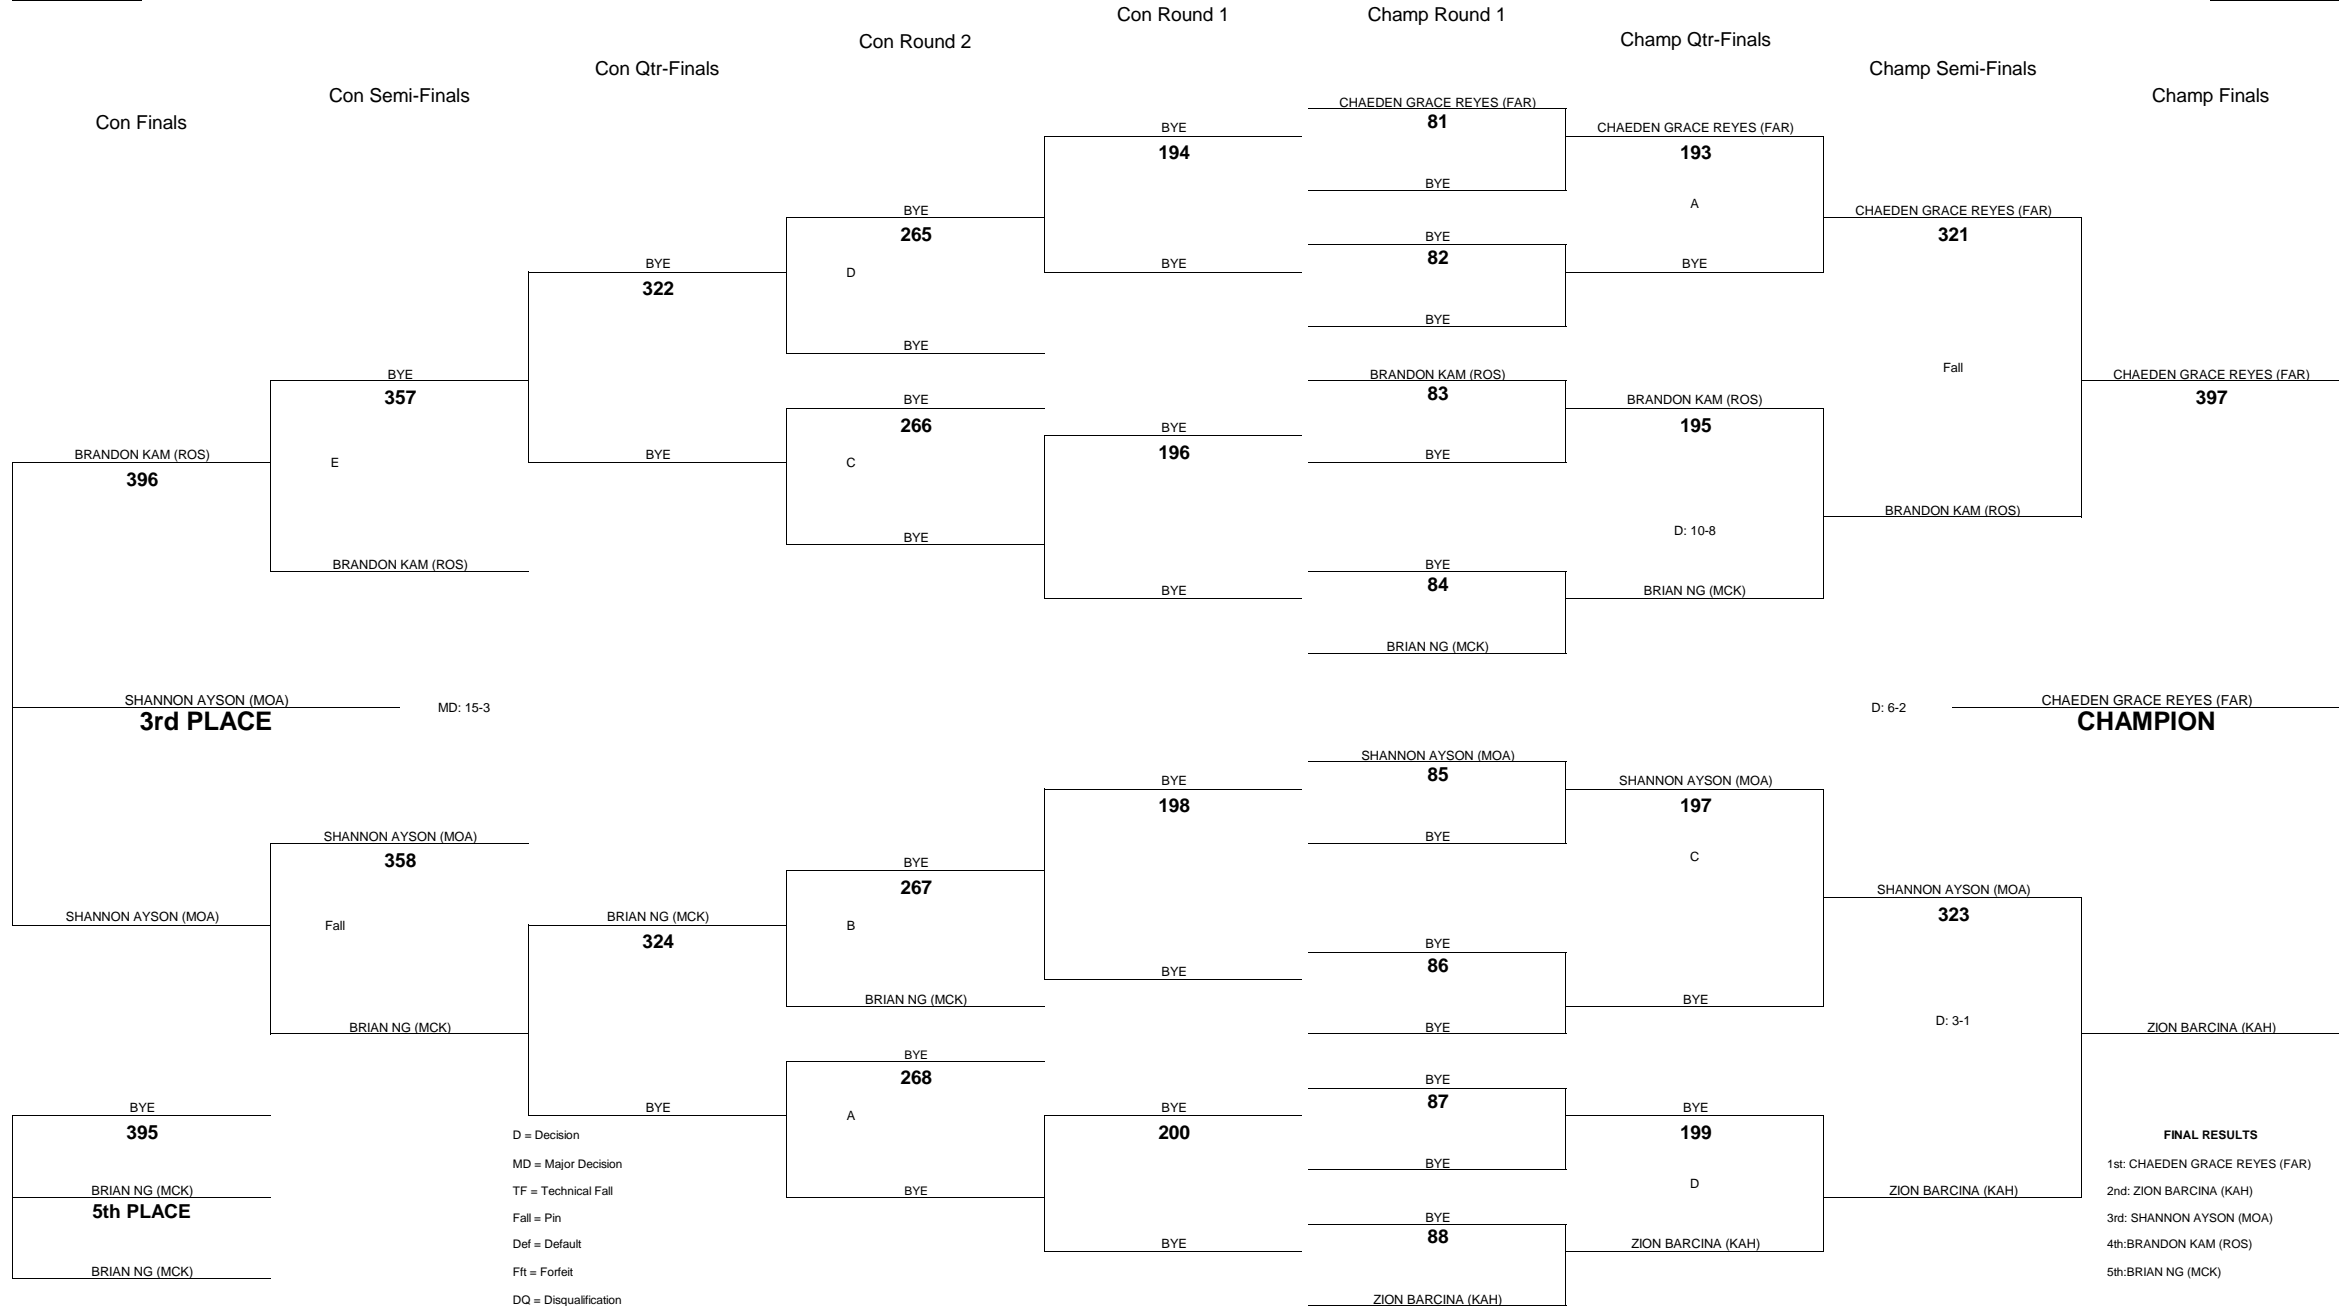 Con Round 1
Champ Round 1
Con Round 2
Champ Qtr-Finals
Con Qtr-Finals
Champ Semi-Finals
Con Semi-Finals
Champ Finals
Con Finals
CHAEDEN GRACE REYES (FAR)
81
BYE
CHAEDEN GRACE REYES (FAR)
194
193
BYE
A
BYE
CHAEDEN GRACE REYES (FAR)
265
321
BYE
82
BYE
BYE
BYE
D
322
BYE
BYE
Fall
BYE
BRANDON KAM (ROS)
CHAEDEN GRACE REYES (FAR)
357
83
397
BYE
BRANDON KAM (ROS)
266
195
BYE
196
BRANDON KAM (ROS)
BYE
BYE
E
C
396
BRANDON KAM (ROS)
D: 10-8
BYE
BRANDON KAM (ROS)
BYE
84
BYE
BRIAN NG (MCK)
BRIAN NG (MCK)
SHANNON AYSON (MOA)
MD: 15-3
D: 6-2
CHAEDEN GRACE REYES (FAR)
3rd PLACE
CHAMPION
SHANNON AYSON (MOA)
85
BYE
SHANNON AYSON (MOA)
198
197
SHANNON AYSON (MOA)
BYE
358
C
BYE
267
SHANNON AYSON (MOA)
323
SHANNON AYSON (MOA)
BRIAN NG (MCK)
Fall
B
324
BYE
86
BYE
BRIAN NG (MCK)
BYE
BRIAN NG (MCK)
BYE
D: 3-1
ZION BARCINA (KAH)
BYE
268
BYE
87
BYE
BYE
A
BYE
BYE
395
D = Decision
200
199
FINAL RESULTS
MD = Major Decision
BYE
1st: CHAEDEN GRACE REYES (FAR)
BRIAN NG (MCK)
TF = Technical Fall
BYE
D
ZION BARCINA (KAH)
2nd: ZION BARCINA (KAH)
5th PLACE
Fall = Pin
BYE
3rd: SHANNON AYSON (MOA)
88
Def = Default
BYE
ZION BARCINA (KAH)
4th:BRANDON KAM (ROS)
BRIAN NG (MCK)
Fft = Forfeit
5th:BRIAN NG (MCK)
DQ = Disqualification
ZION BARCINA (KAH)